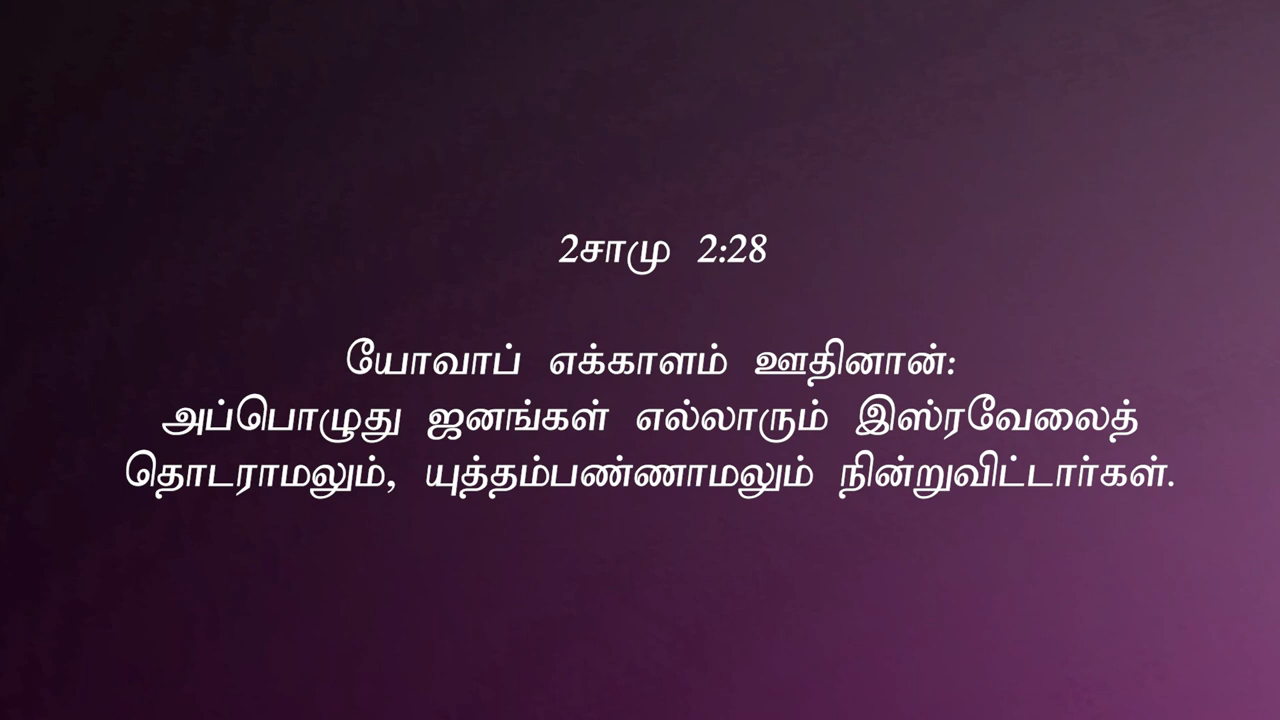 2சாமு 2:28
யோவாப் எக்காளம் ஊதினான்:
அப்பொழுது ஜனங்கள் எல்லாரும் இஸ்ரவேலைத்
தொடராமலும், யுத்தம்பண்ணாமலும் நின்றுவிட்டார்கள்.